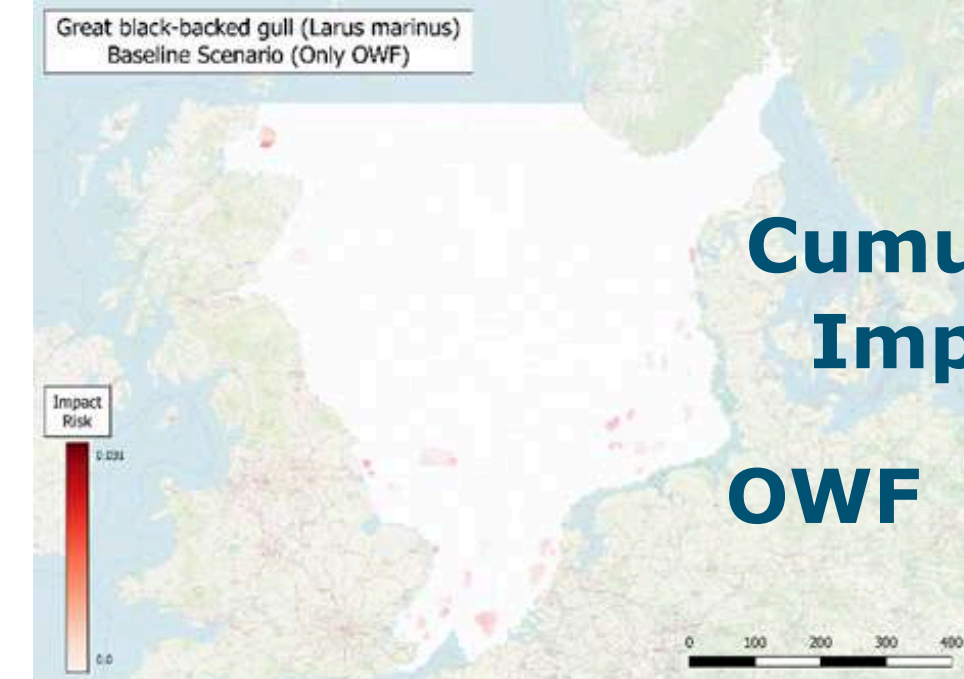 Great black-backed gull (Larus marinus)
Baseline Scenario (Only OWF)
Cumu
Imp
OWF
Impact
Risk
0.031
0.0
0 100 200 300 400